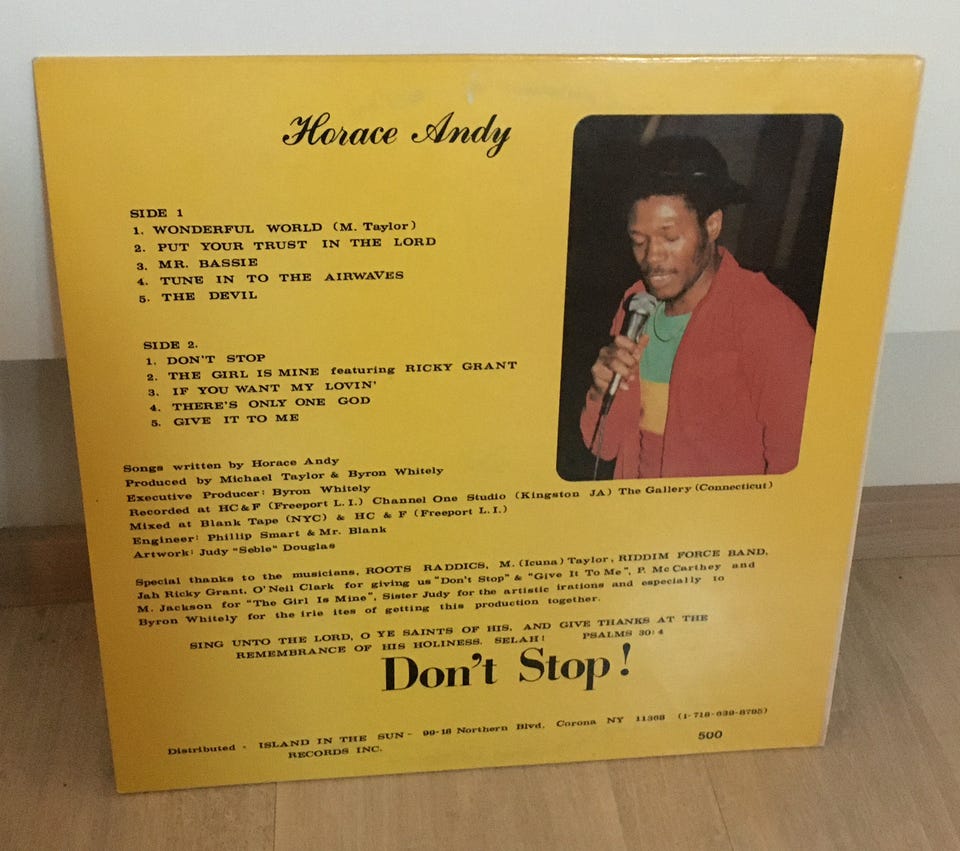 Horace Andy
SIDE 1
1. WONDERFUL WORLD (M. Taylor)
2. PUT YOUR TRUST IN THE LORD
3. MR. BASSIE
4. TUNE IN TO THE AIRWAVES
5. THE DEVIL
SIDE 2.
1. DON'T STOP
2. THE GIRL IS MINE featuring RICKY GRANT
3. IF YOU WANT MY LOVIN'
4. THERE'S ONLY ONE GOD
5. GIVE IT TO ME
Songs written by Horace Andy
Produced by Michael Taylor & Byron Whitely
Executive Producer: Byron Whitely
Recorded at HC&F (Freeport L.I.) Channel One Studio (Kingston JA) The Gallery (Connecticut)
Mixed at Blank Tape (NYC) & HC & F (Freeport L.I.)
Engineer: Phillip Smart & Mr. Blank
Artwork: Judy "Seble" Douglas
Special thanks to the musicians, ROOTS RADDICS, M. (Icuna) Taylor, RIDDIM FORCE BAND,
Jah Ricky Grant, O'Neil Clark for giving us "Don't Stop" & "Give It To Me", P. McCarthey and
M. Jackson for "The Girl Is Mine", Sister Judy for the artistic irations and especially to
Byron Whitely for the irie ites of getting this production together.
SING UNTO THE LORD, O YE SAINTS OF HIS, AND GIVE THANKS AT THE
REMEMBRANCE OF HIS HOLINESS. SELAH! PSALMS 30:4
Don't Stop!
Distributed - ISLAND IN THE SUN - 99-18 Northern Blvd, Corona NY 11368 (1-718-639-8795)
RECORDS INC.
500